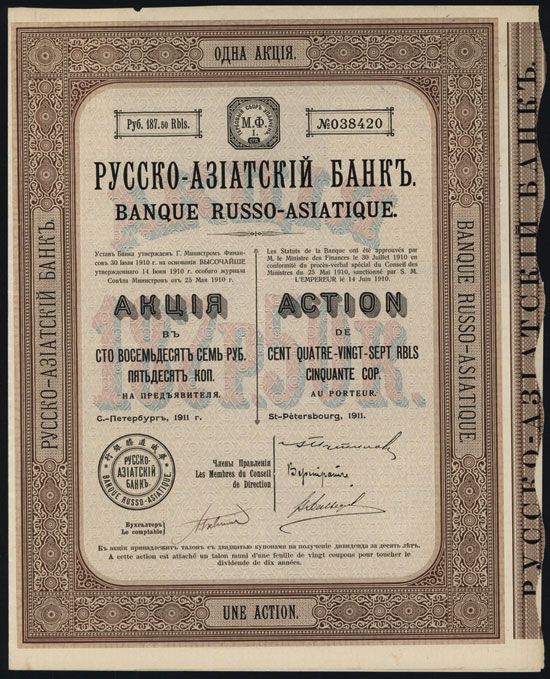 ОДНА АКЦІЯ.
Руб. 187.50 Rbls.
М.Ф.
I.
№038420
РУССКО-АЗІАТСКІЙ БАНКЪ.
BANQUE RUSSO-ASIATIQUE.
Уставъ Банка утвержденъ Г. Министромъ Финан-
совъ 30 Іюля 1910 г. на основаніи ВЫСОЧАЙШЕ
утвержденнаго 14 Іюня 1910 г. особаго журнала
Совѣта Министровъ отъ 25 Мая 1910 г.
Les Statuts de la Banque ont été approuvés par
M. le Ministre des Finances le 30 Juillet 1910 en
conformité du procès-verbal spécial du Conseil des
Ministres du 25 Mai 1910, sanctionné par S. M.
L'EMPEREUR le 14 Juin 1910.
АКЦІЯ
ВЪ
СТО ВОСЕМЬДЕСЯТЪ СЕМЬ РУБ.
ПЯТЬДЕСЯТЪ КОП.
НА ПРЕДЪЯВИТЕЛЯ.
С.-Петербургъ, 1911 г.
ACTION
DE
CENT QUATRE-VINGT-SEPT RBLS
CINQUANTE COP.
AU PORTEUR.
St-Pétersbourg, 1911.
187 Р. 50 К.
РУССКО-
АЗІАТСКІЙ
БАНКЪ.
BANQUE RUSSO-ASIATIQUE.
Члены Правленія
Les Membres du Conseil
de Direction
Бухгалтеръ
Le comptable
Къ акціи принадлежитъ талонъ съ двадцатью купонами на полученіе дивиденда за десять лѣтъ.
A cette action est attaché un talon muni d'une feuille de vingt coupons pour toucher le
dividende de dix années.
UNE ACTION.
РУССКО-АЗІАТСКІЙ БАНКЪ.
BANQUE RUSSO-ASIATIQUE
РУССКО-АЗІАТСКІЙ БАНКЪ.